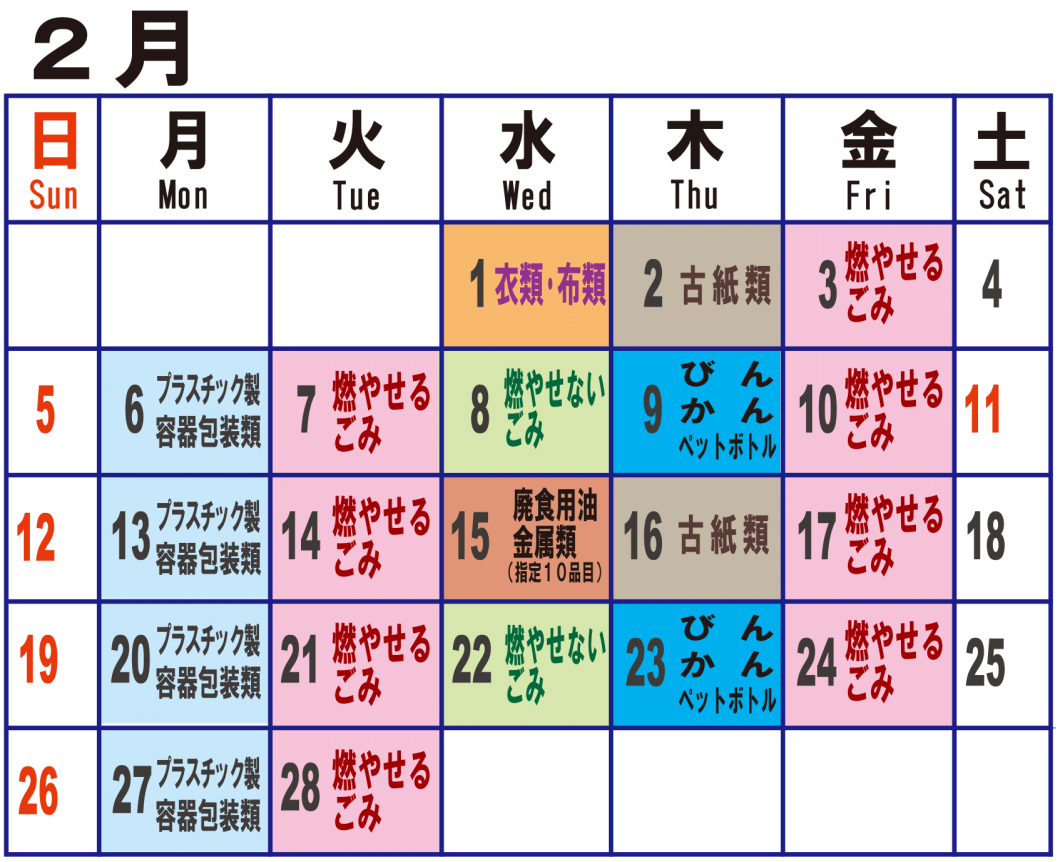 ２月
日 月 火 水 木 金 土
Sun Mon Tue Wed Thu Fri Sat
1 衣類・布類
2 古紙類
3 燃やせる
ごみ
4
5
6 プラスチック製
容器包装類
7 燃やせる
ごみ
8 燃やせない
ごみ
9 びん
かん
ペットボトル
10 燃やせる
ごみ
11
12
13 プラスチック製
容器包装類
14 燃やせる
ごみ
15 廃食用油
金属類
（指定１０品目）
16 古紙類
17 燃やせる
ごみ
18
19
20 プラスチック製
容器包装類
21 燃やせる
ごみ
22 燃やせない
ごみ
23 びん
かん
ペットボトル
24 燃やせる
ごみ
25
26
27 プラスチック製
容器包装類
28 燃やせる
ごみ